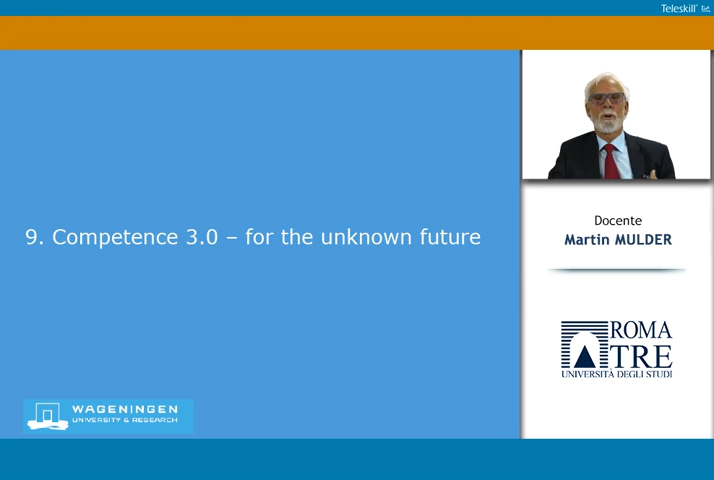 Teleskill
9. Competence 3.0 – for the unknown future
Docente
Martin MULDER
ROMA
TRE
UNIVERSITÀ DEGLI STUDI
WAGENINGEN
UNIVERSITY & RESEARCH